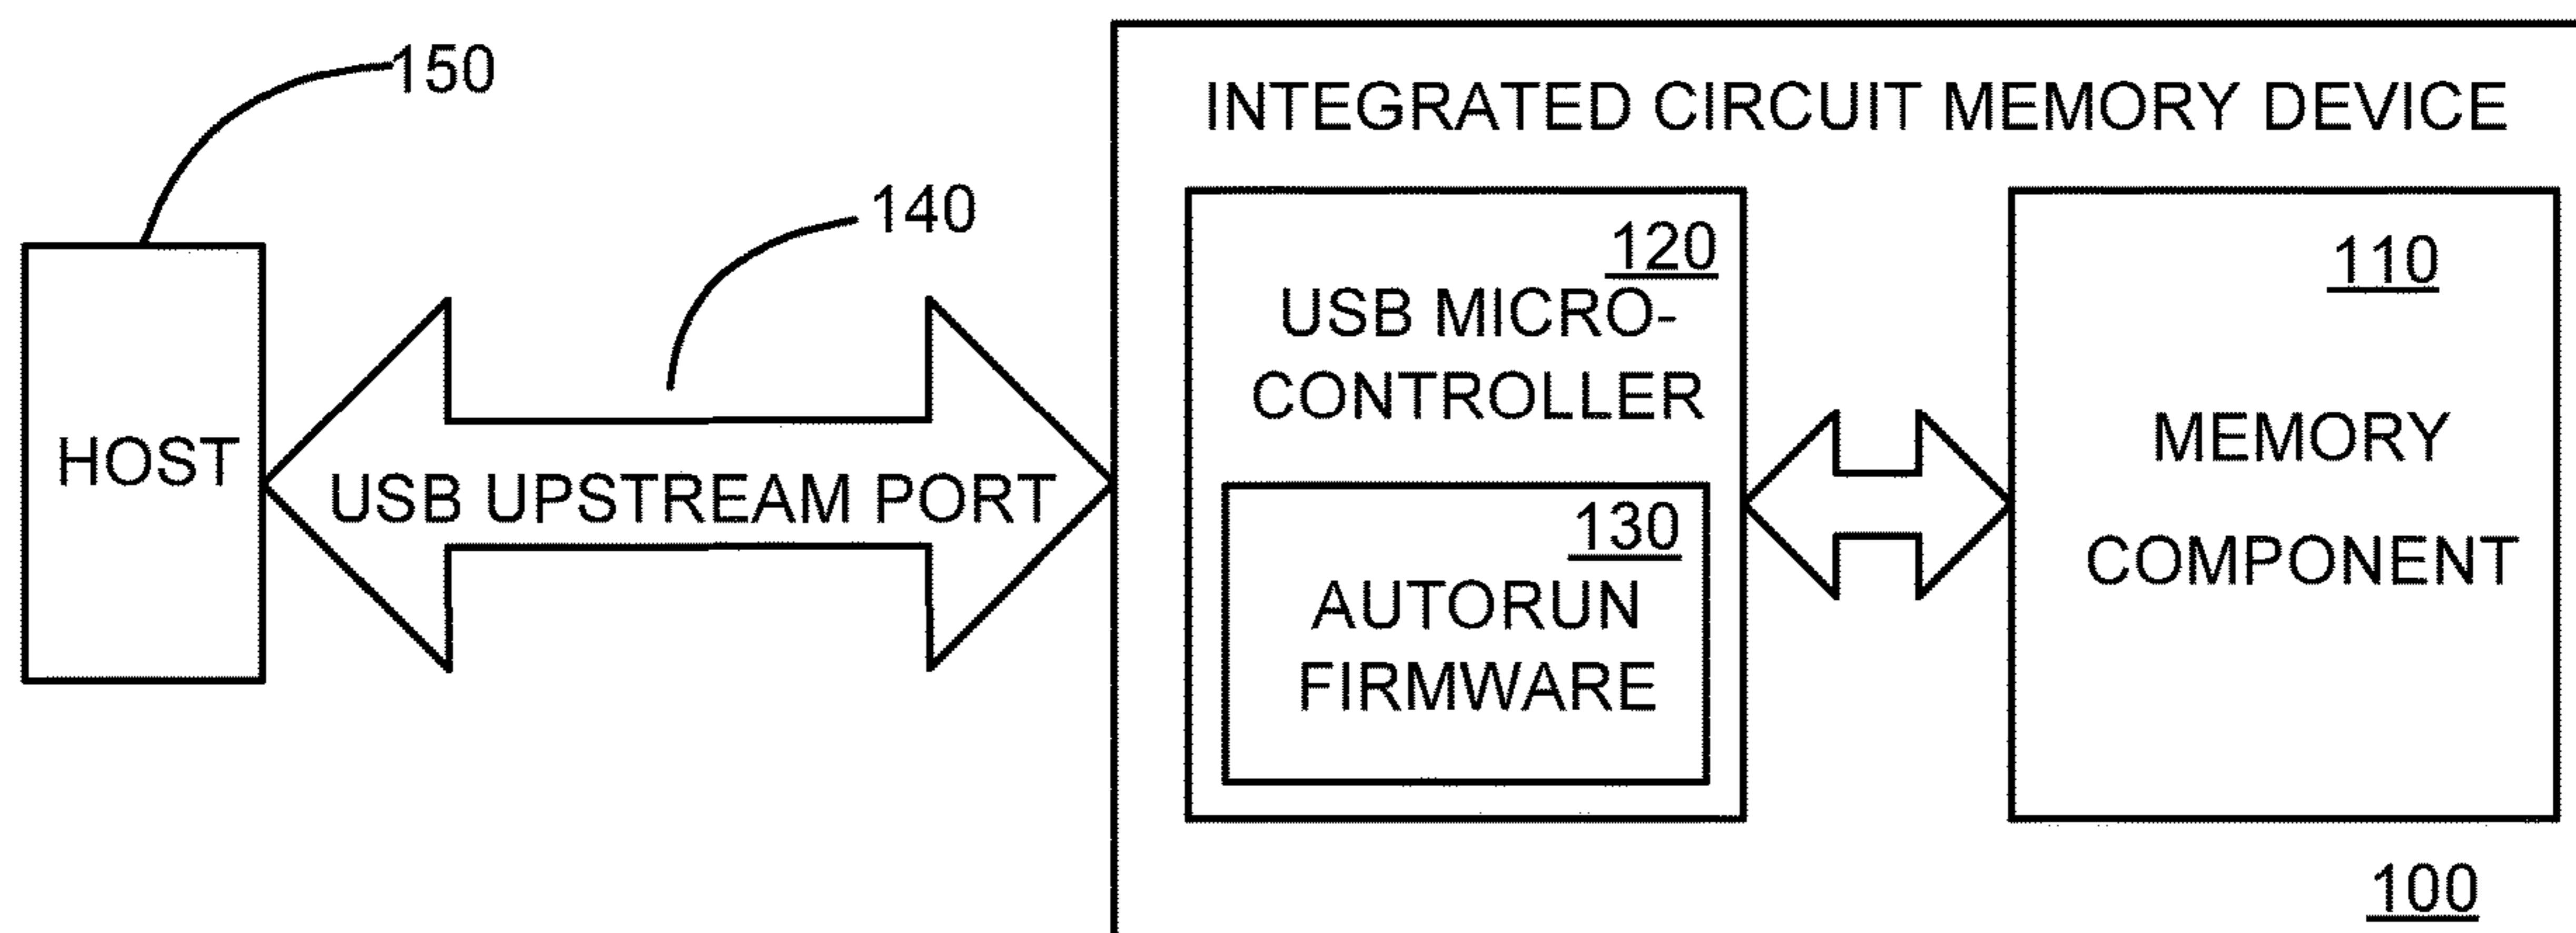 150
INTEGRATED CIRCUIT MEMORY DEVICE
140
120
110
USB MICRO-
CONTROLLER
HOST
USB UPSTREAM PORT
MEMORY
COMPONENT
130
AUTORUN
FIRMWARE
100